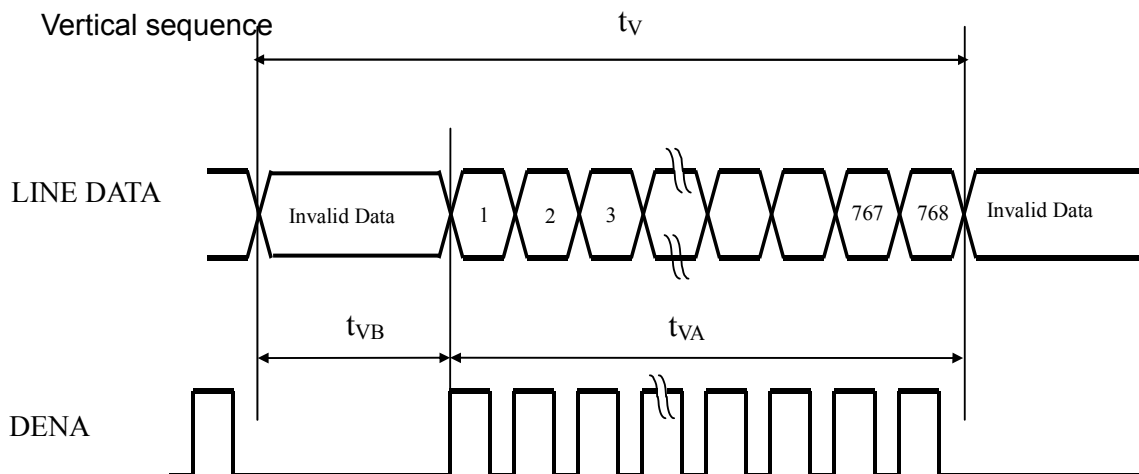 Vertical sequence
tV
LINE DATA
Invalid Data 1 2 3 767 768 Invalid Data
tVB tVA
DENA